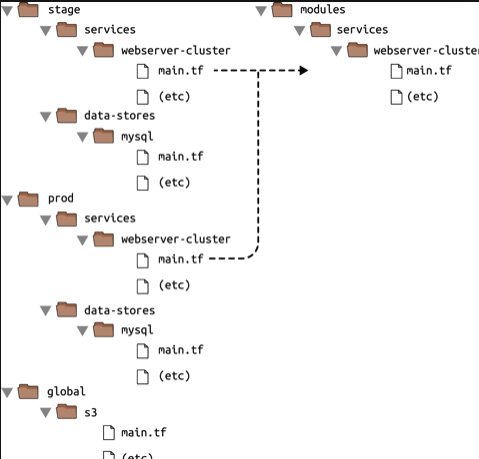 stage
services
webserver-cluster
main.tf
(etc)
data-stores
mysql
main.tf
(etc)
prod
services
webserver-cluster
main.tf
(etc)
data-stores
mysql
main.tf
(etc)
global
s3
main.tf
(etc)
modules
services
webserver-cluster
main.tf
(etc)